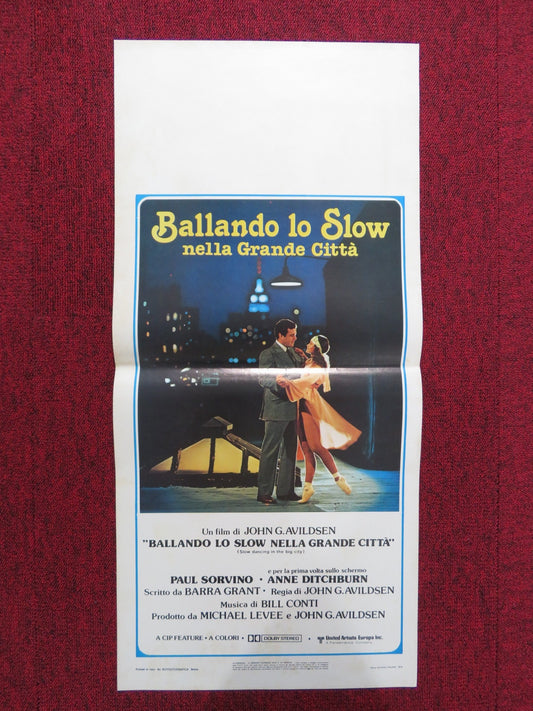 Ballando lo Slow
nella Grande Città
Un film di JOHN G. AVILDSEN
"BALLANDO LO SLOW NELLA GRANDE CITTÀ"
(Slow dancing in the big city)
e per la prima volta sullo schermo
PAUL SORVINO · ANNE DITCHBURN
Scritto da BARRA GRANT · Regia di JOHN G. AVILDSEN
Musica di BILL CONTI
Prodotto da MICHAEL LEVEE e JOHN G. AVILDSEN
A CIP FEATURE · A COLORI · DOLBY STEREO · United Artists Europa Inc.
A Transamerica Company